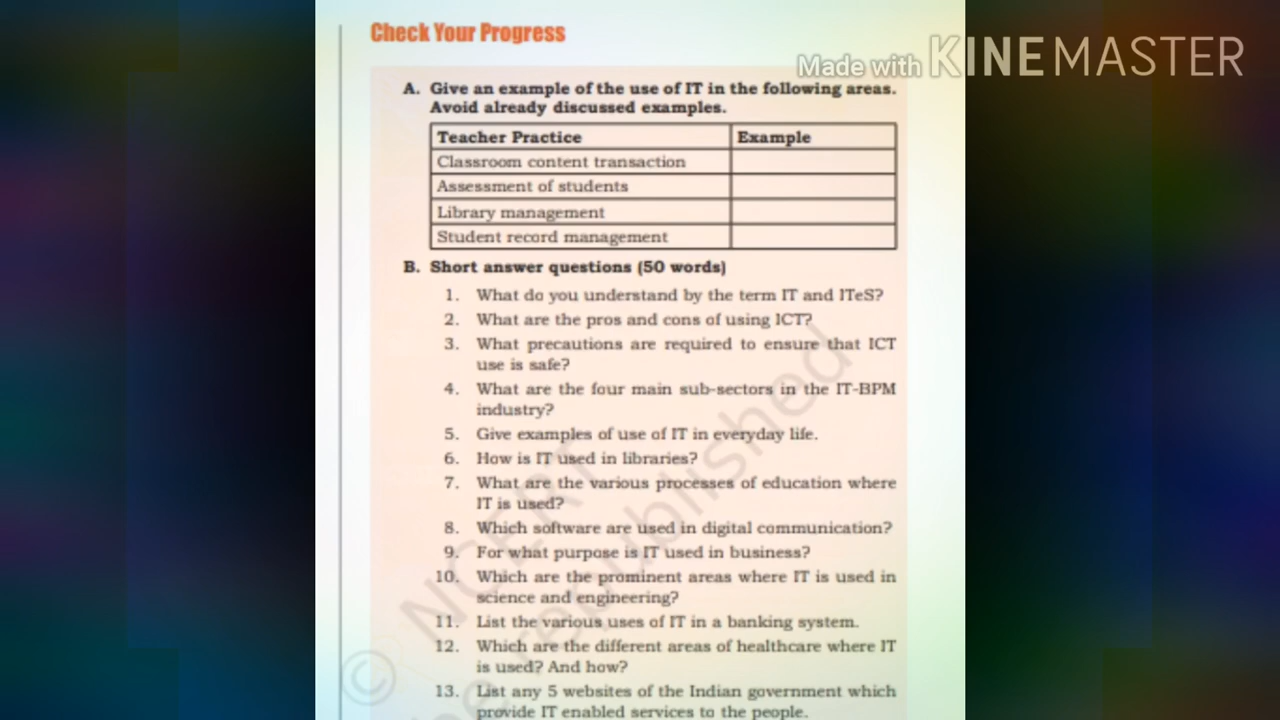 Check Your Progress
Made with KINEMASTER
A. Give an example of the use of IT in the following areas.
Avoid already discussed examples.
Teacher Practice Example
Classroom content transaction
Assessment of students
Library management
Student record management
B. Short answer questions (50 words)
1. What do you understand by the term IT and ITeS?
2. What are the pros and cons of using ICT?
3. What precautions are required to ensure that ICT
use is safe?
4. What are the four main sub-sectors in the IT-BPM
industry?
5. Give examples of use of IT in everyday life.
6. How is IT used in libraries?
7. What are the various processes of education where
IT is used?
8. Which software are used in digital communication?
9. For what purpose is IT used in business?
10. Which are the prominent areas where IT is used in
science and engineering?
11. List the various uses of IT in a banking system.
12. Which are the different areas of healthcare where IT
is used? And how?
13. List any 5 websites of the Indian government which
provide IT enabled services to the people.
© NCERT
be republished